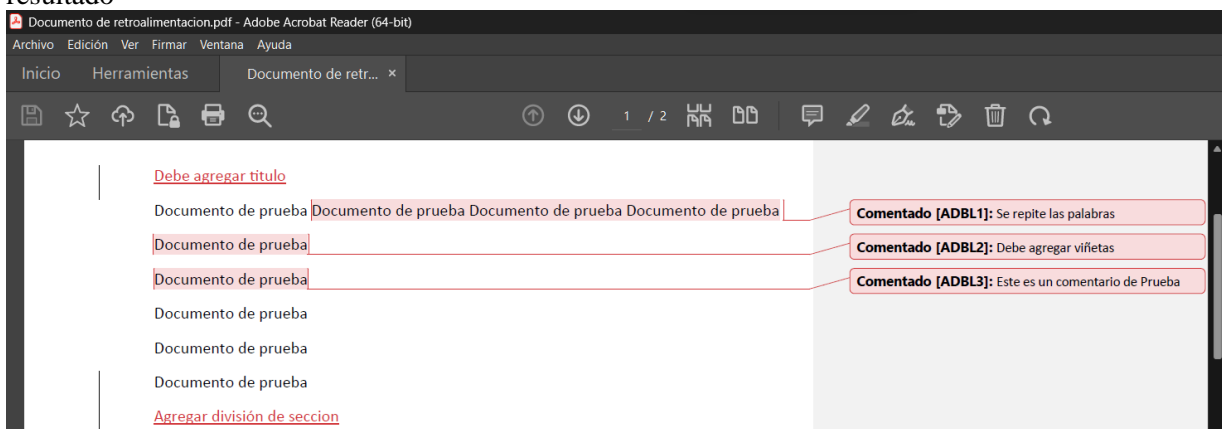 resultado
Documento de retroalimentacion.pdf - Adobe Acrobat Reader (64-bit)
Archivo Edición Ver Firmar Ventana Ayuda
Inicio Herramientas Documento de retr... ×
1 / 2
Debe agregar titulo
Documento de prueba Documento de prueba Documento de prueba Documento de prueba
Comentado [ADBL1]: Se repite las palabras
Documento de prueba
Comentado [ADBL2]: Debe agregar viñetas
Documento de prueba
Comentado [ADBL3]: Este es un comentario de Prueba
Documento de prueba
Documento de prueba
Documento de prueba
Agregar división de seccion